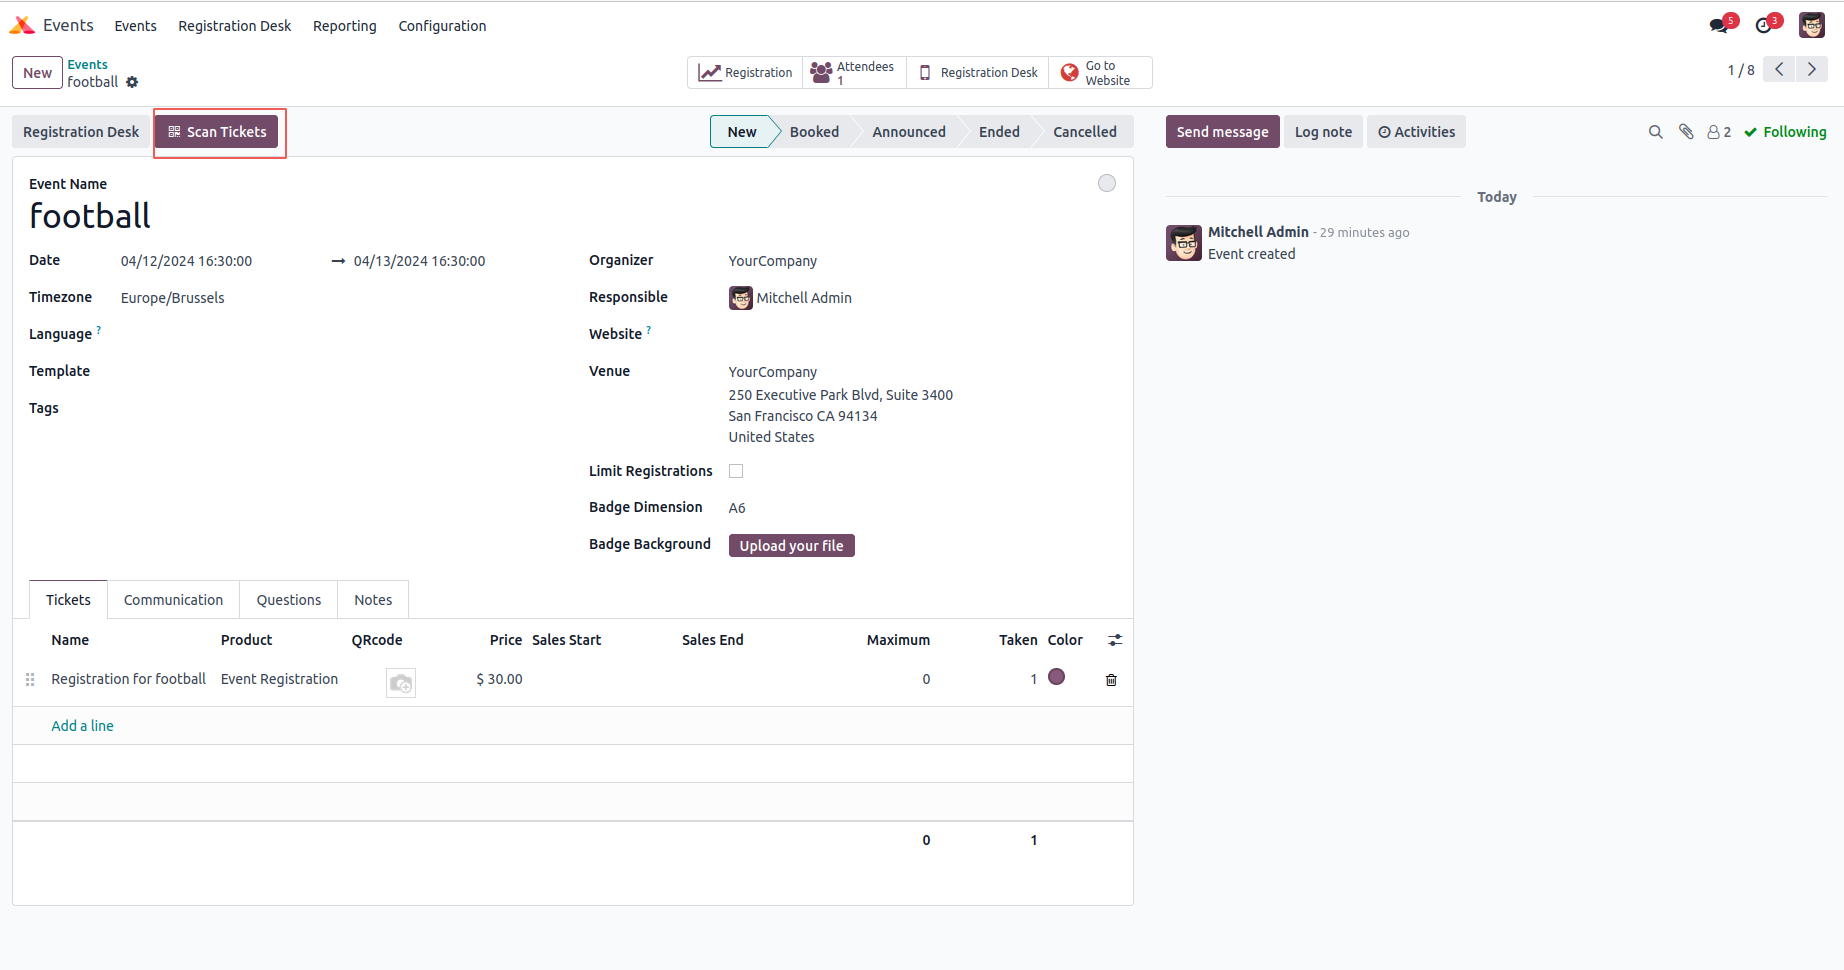 Events Events Registration Desk Reporting Configuration 5 3
New Events
football
Registration Attendees 1 Registration Desk Go to Website
1 / 8
Registration Desk Scan Tickets New Booked Announced Ended Cancelled Send message Log note Activities 2 Following
Event Name
football
Date 04/12/2024 16:30:00 → 04/13/2024 16:30:00
Timezone Europe/Brussels
Language ?
Template
Tags
Organizer YourCompany
Responsible Mitchell Admin
Website ?
Venue YourCompany
250 Executive Park Blvd, Suite 3400
San Francisco CA 94134
United States
Limit Registrations
Badge Dimension A6
Badge Background Upload your file
Tickets Communication Questions Notes
Name Product QRcode Price Sales Start Sales End Maximum Taken Color
Registration for football Event Registration $ 30.00 0 1
Add a line
0 1
Today
Mitchell Admin - 29 minutes ago
Event created